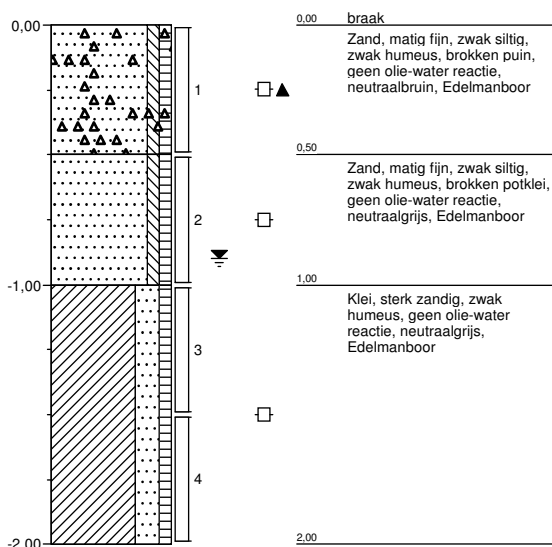 0,00
-1,00
-2,00
1
2
3
4
0,00
braak
Zand, matig fijn, zwak siltig,
zwak humeus, brokken puin,
geen olie-water reactie,
neutraalbruin, Edelmanboor
0,50
Zand, matig fijn, zwak siltig,
zwak humeus, brokken potklei,
geen olie-water reactie,
neutraalgrijs, Edelmanboor
1,00
Klei, sterk zandig, zwak
humeus, geen olie-water
reactie, neutraalgrijs,
Edelmanboor
2,00